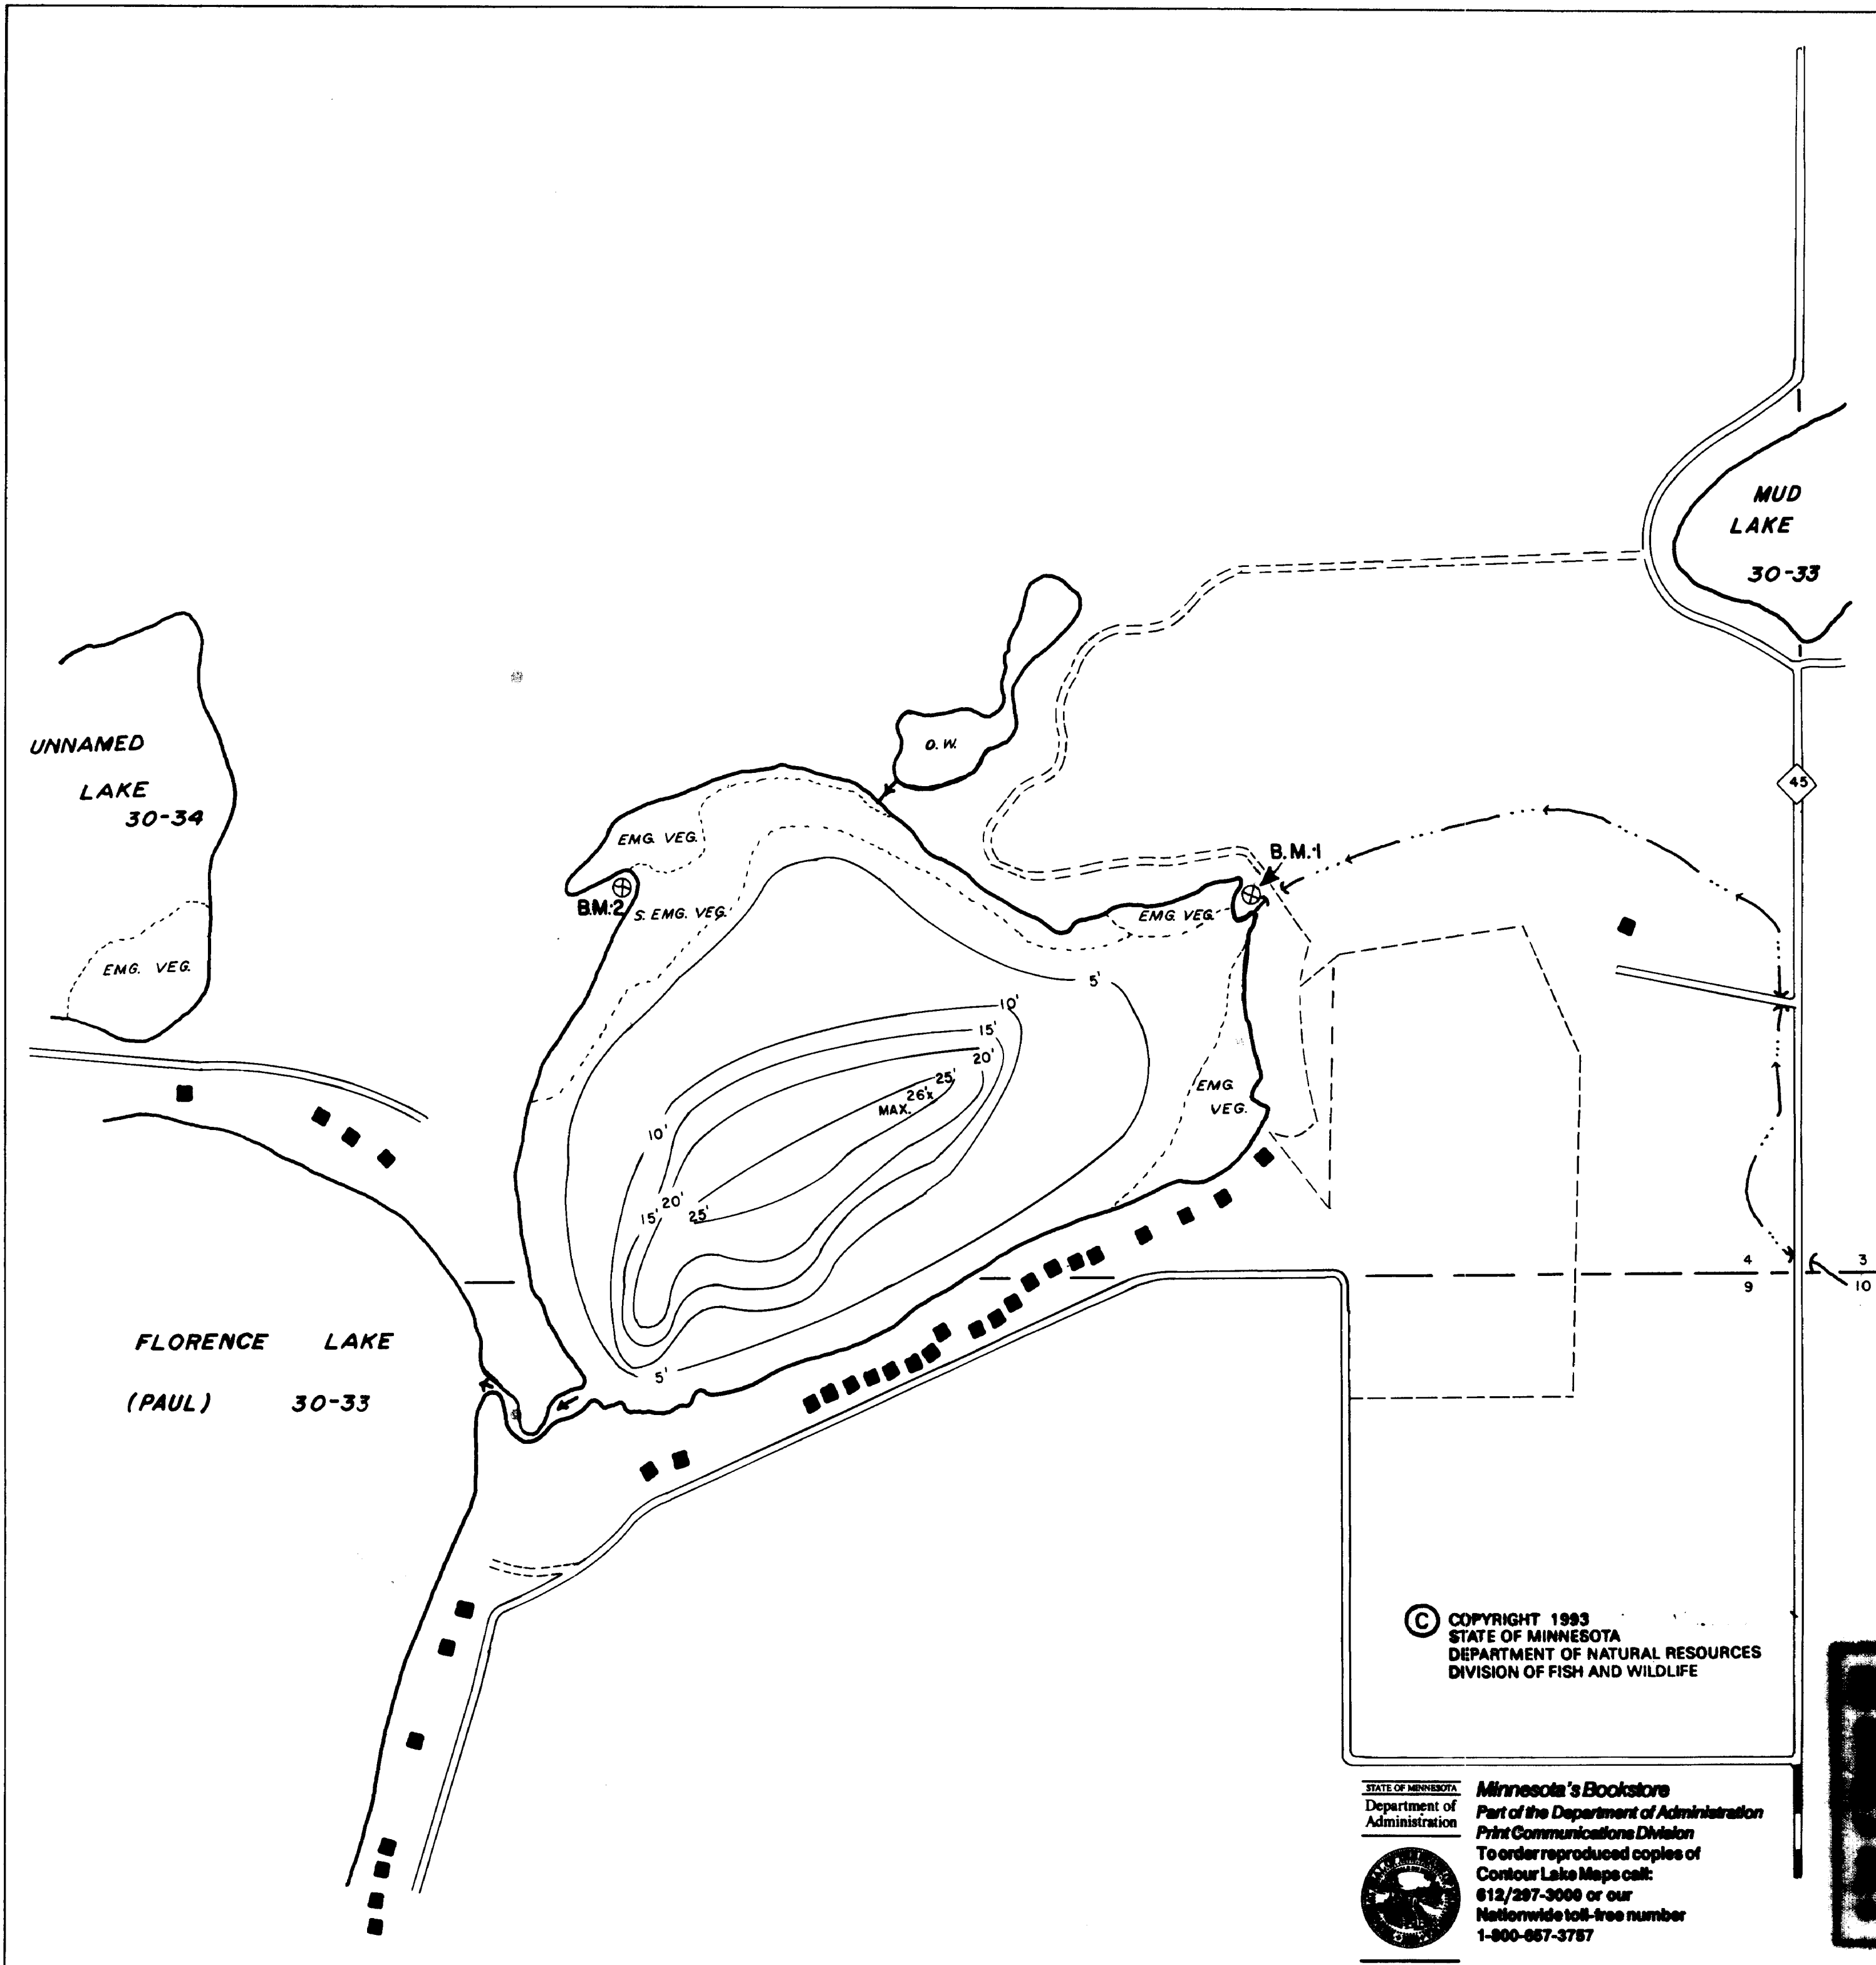 MUD
LAKE
30-33
UNNAMED
LAKE
30-34
EMG. VEG.
O. W.
45
EMG. VEG.
B.M.:1
B.M.:2
S. EMG. VEG.
EMG. VEG.
5'
10'
15'
20'
25'
26'x
MAX.
EMG.
VEG.
10'
20'
15'
25'
5'
4
3
9
10
FLORENCE LAKE
(PAUL) 30-33
C COPYRIGHT 1993
STATE OF MINNESOTA
DEPARTMENT OF NATURAL RESOURCES
DIVISION OF FISH AND WILDLIFE
STATE OF MINNESOTA
Department of
Administration
Minnesota's Bookstore
Part of the Department of Administration
Print Communications Division
To order reproduced copies of
Contour Lake Maps call:
612/297-3000 or our
Nationwide toll-free number
1-800-657-3757